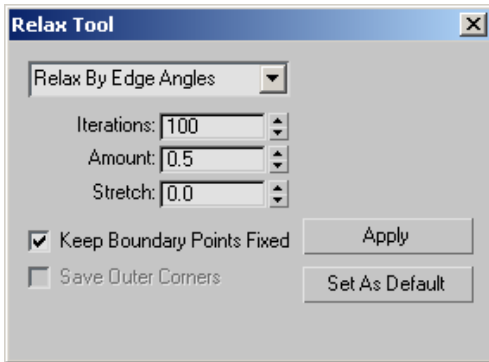 Relax Tool
Relax By Edge Angles
Iterations: 100
Amount: 0.5
Stretch: 0.0
Keep Boundary Points Fixed
Apply
Save Outer Corners
Set As Default